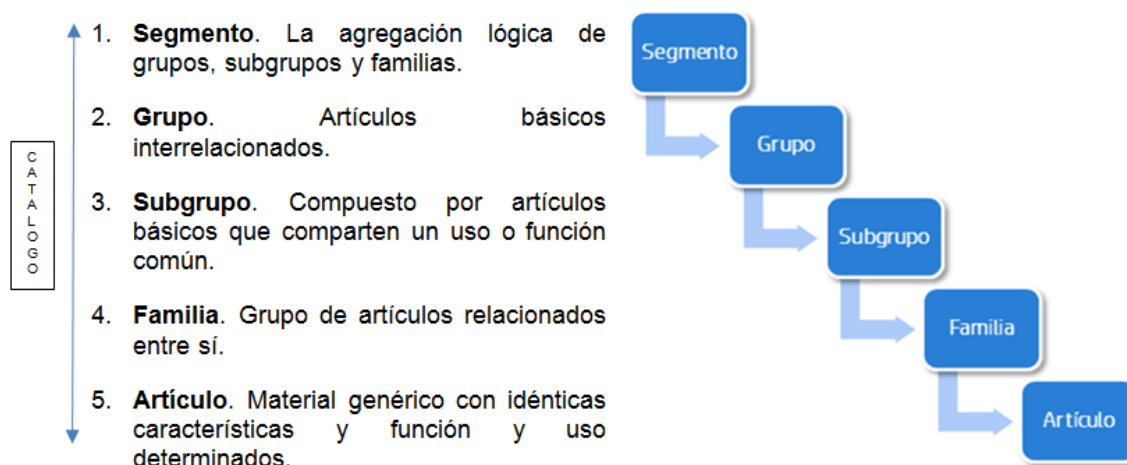 CATALOGO
1. Segmento. La agregación lógica de
grupos, subgrupos y familias.
2. Grupo. Artículos básicos
interrelacionados.
3. Subgrupo. Compuesto por artículos
básicos que comparten un uso o función
común.
4. Familia. Grupo de artículos relacionados
entre sí.
5. Artículo. Material genérico con idénticas
características y función y uso
determinados.
Segmento
Grupo
Subgrupo
Familia
Artículo